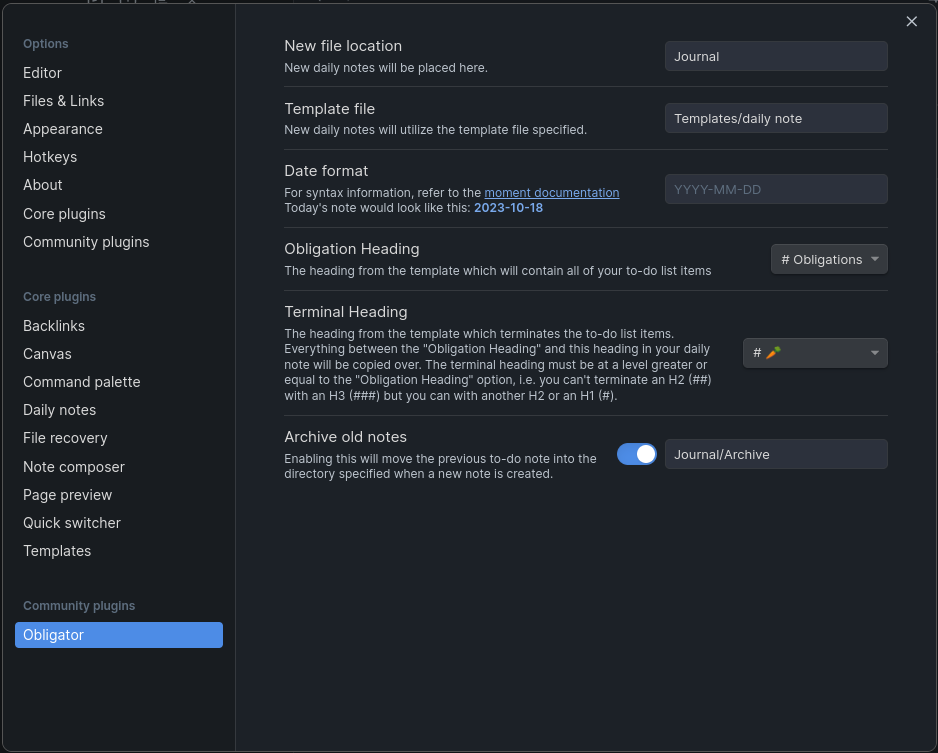 Options
Editor
Files & Links
Appearance
Hotkeys
About
Core plugins
Community plugins
Core plugins
Backlinks
Canvas
Command palette
Daily notes
File recovery
Note composer
Page preview
Quick switcher
Templates
Community plugins
Obligator
New file location
New daily notes will be placed here.
Journal
Template file
New daily notes will utilize the template file specified.
Templates/daily note
Date format
For syntax information, refer to the moment documentation
Today's note would look like this: 2023-10-18
YYYY-MM-DD
Obligation Heading
The heading from the template which will contain all of your to-do list items
# Obligations
Terminal Heading
The heading from the template which terminates the to-do list items.
Everything between the "Obligation Heading" and this heading in your daily
note will be copied over. The terminal heading must be at a level greater or
equal to the "Obligation Heading" option, i.e. you can't terminate an H2 (##)
with an H3 (###) but you can with another H2 or an H1 (#).
# 🥕
Archive old notes
Enabling this will move the previous to-do note into the
directory specified when a new note is created.
Journal/Archive